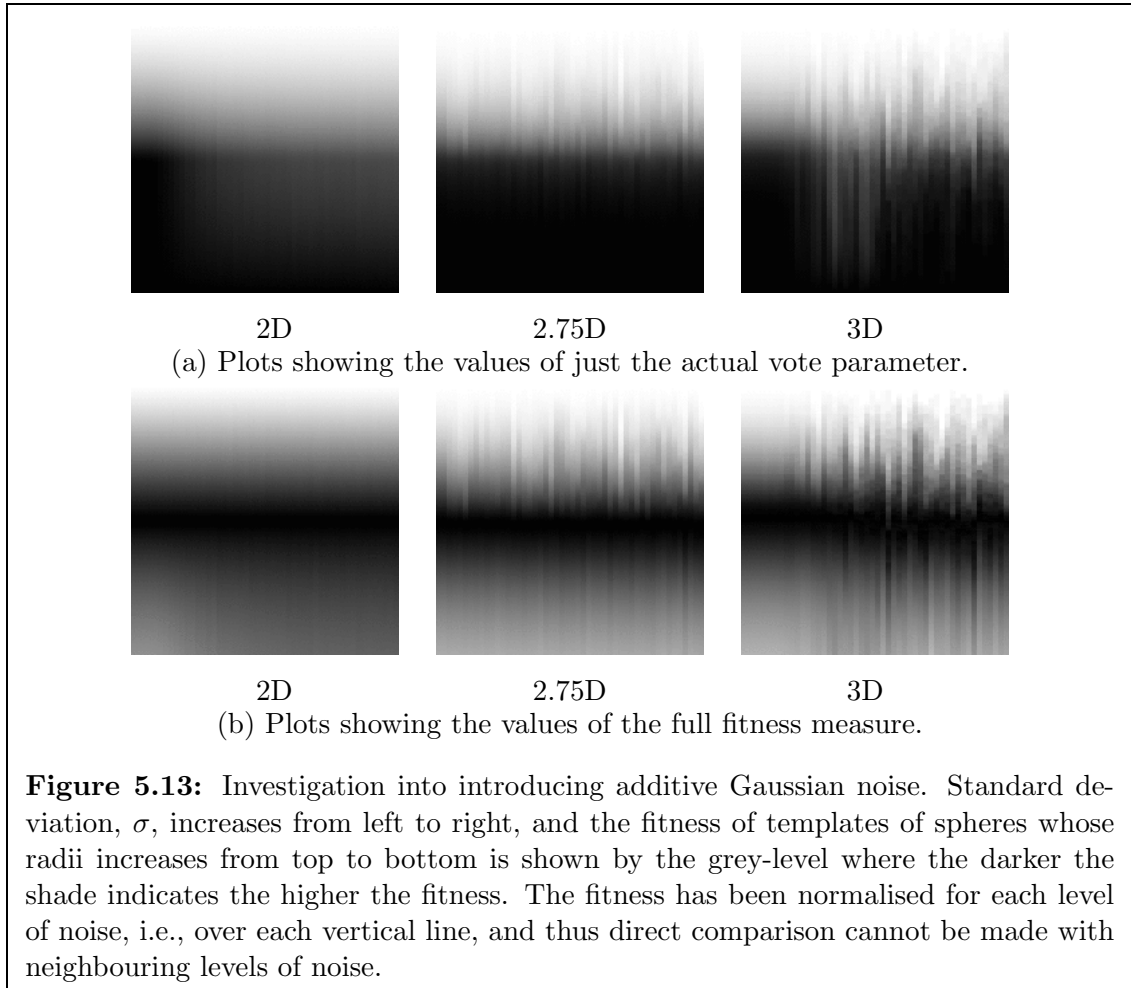 2D 2.75D 3D
(a) Plots showing the values of just the actual vote parameter.
2D 2.75D 3D
(b) Plots showing the values of the full fitness measure.
Figure 5.13: Investigation into introducing additive Gaussian noise. Standard de-
viation, σ, increases from left to right, and the fitness of templates of spheres whose
radii increases from top to bottom is shown by the grey-level where the darker the
shade indicates the higher the fitness. The fitness has been normalised for each level
of noise, i.e., over each vertical line, and thus direct comparison cannot be made with
neighbouring levels of noise.